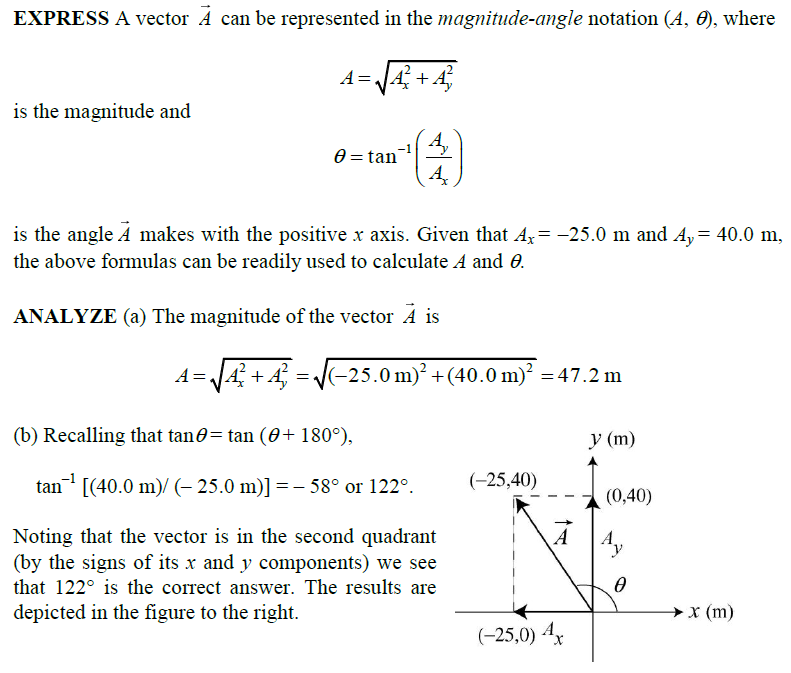 EXPRESS A vector A⃗ can be represented in the magnitude-angle notation (A, θ), where
A = √(Aₓ² + A_y²)
is the magnitude and
θ = tan⁻¹(A_y / Aₓ)
is the angle A⃗ makes with the positive x axis. Given that Aₓ = −25.0 m and A_y = 40.0 m,
the above formulas can be readily used to calculate A and θ.
ANALYZE (a) The magnitude of the vector A⃗ is
A = √(Aₓ² + A_y²) = √((−25.0 m)² + (40.0 m)²) = 47.2 m
(b) Recalling that tanθ = tan (θ + 180°),
tan⁻¹ [(40.0 m)/ (− 25.0 m)] = − 58° or 122°.
Noting that the vector is in the second quadrant
(by the signs of its x and y components) we see
that 122° is the correct answer. The results are
depicted in the figure to the right.
y (m)
(−25,40)
(0,40)
A⃗
A_y
θ
x (m)
(−25,0) Aₓ